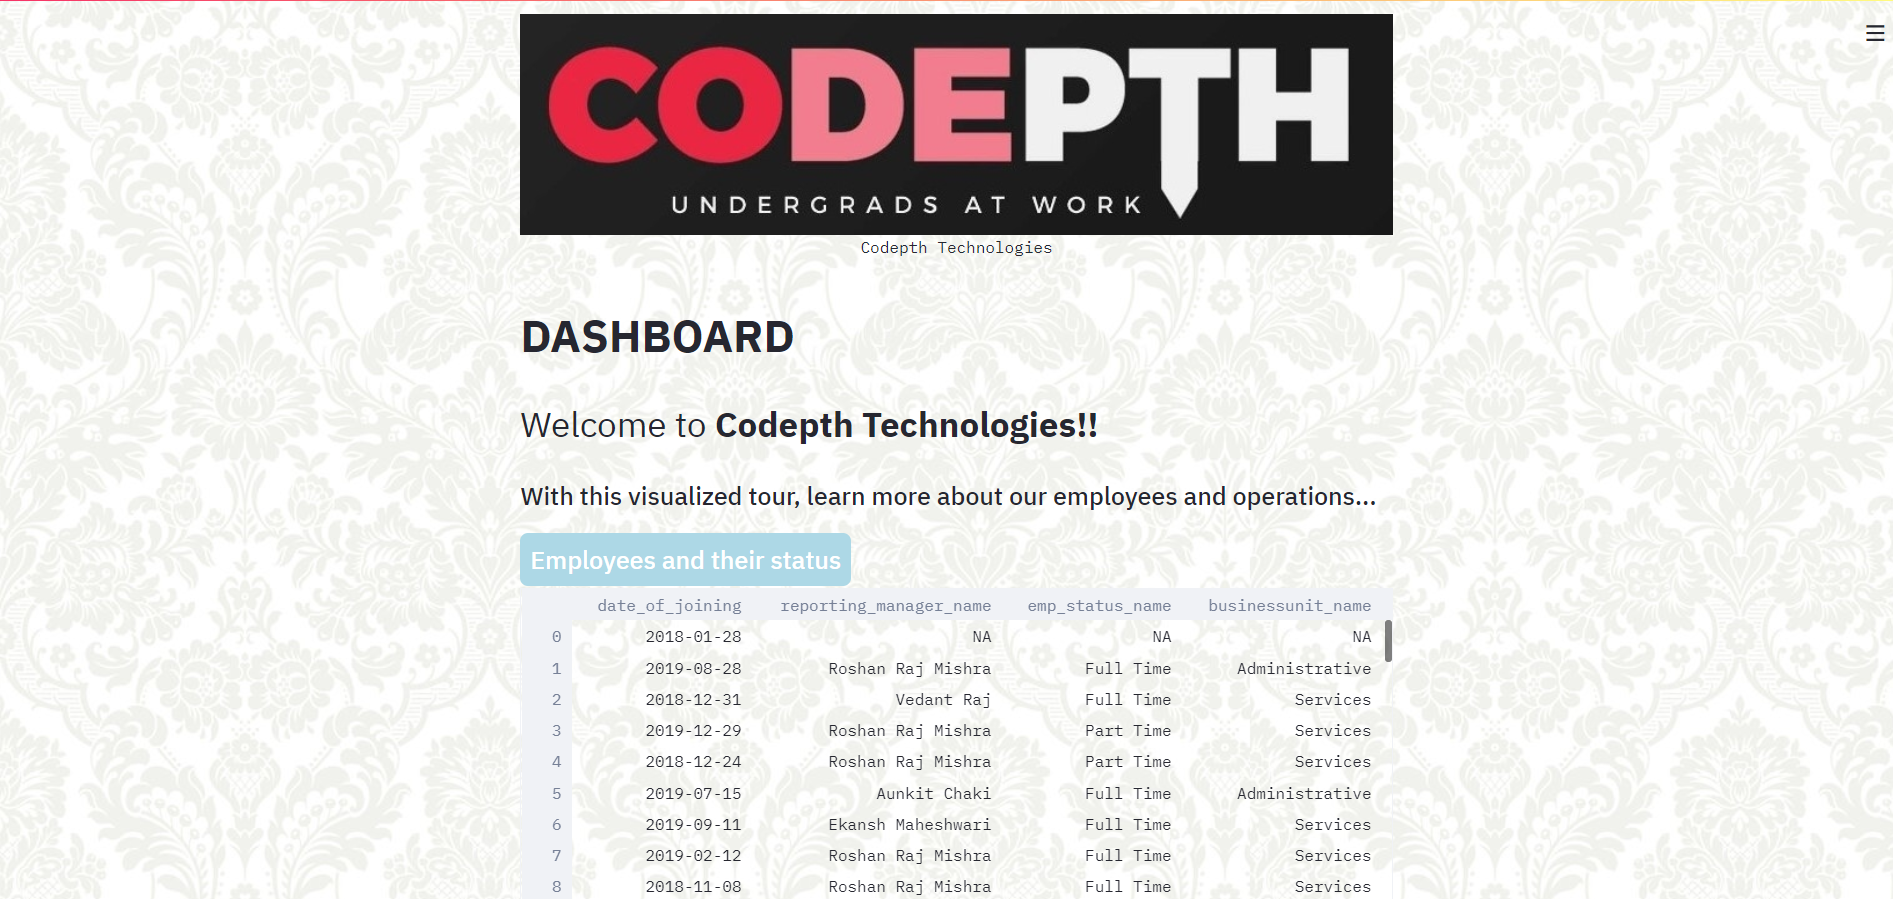 CODEPTH
UNDERGRADS AT WORK
Codepth Technologies
DASHBOARD
Welcome to Codepth Technologies!!
With this visualized tour, learn more about our employees and operations...
Employees and their status
date_of_joining reporting_manager_name emp_status_name businessunit_name
0 2018-01-28 NA NA NA
1 2019-08-28 Roshan Raj Mishra Full Time Administrative
2 2018-12-31 Vedant Raj Full Time Services
3 2019-12-29 Roshan Raj Mishra Part Time Services
4 2018-12-24 Roshan Raj Mishra Part Time Services
5 2019-07-15 Aunkit Chaki Full Time Administrative
6 2019-09-11 Ekansh Maheshwari Full Time Services
7 2019-02-12 Roshan Raj Mishra Full Time Services
8 2018-11-08 Roshan Raj Mishra Full Time Services